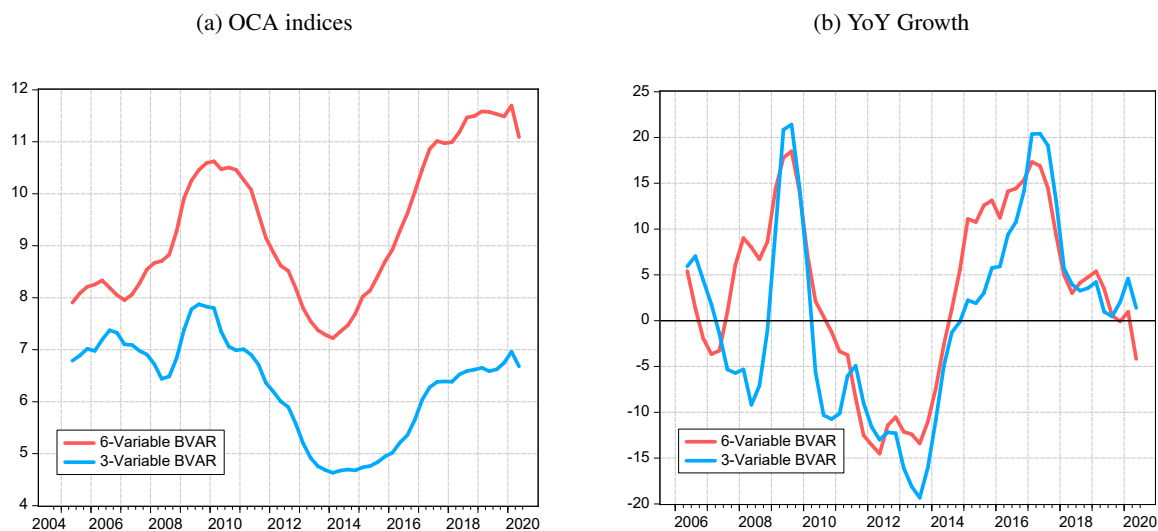 (a) OCA indices
12
11
10
9
8
7
6
5
4
6-Variable BVAR
3-Variable BVAR
2004 2006 2008 2010 2012 2014 2016 2018 2020
(b) YoY Growth
25
20
15
10
5
0
-5
-10
-15
-20
6-Variable BVAR
3-Variable BVAR
2006 2008 2010 2012 2014 2016 2018 2020